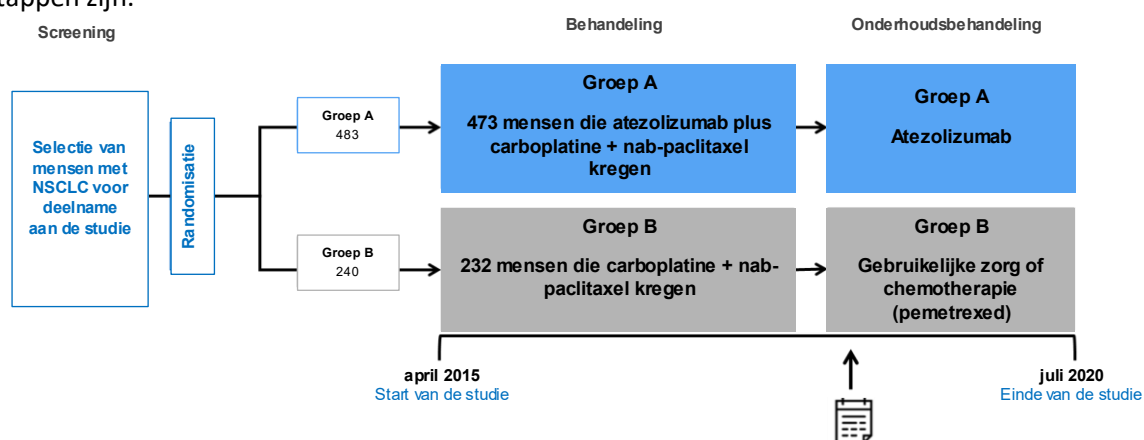 tappen zijn.
Screening
Behandeling
Onderhoudsbehandeling
Selectie van
mensen met
NSCLC voor
deelname
aan de studie
Randomisatie
Groep A
483
Groep A
473 mensen die atezolizumab plus
carboplatine + nab-paclitaxel
kregen
Groep A
Atezolizumab
Groep B
240
Groep B
232 mensen die carboplatine + nab-
paclitaxel kregen
Groep B
Gebruikelijke zorg of
chemotherapie
(pemetrexed)
april 2015
Start van de studie
juli 2020
Einde van de studie